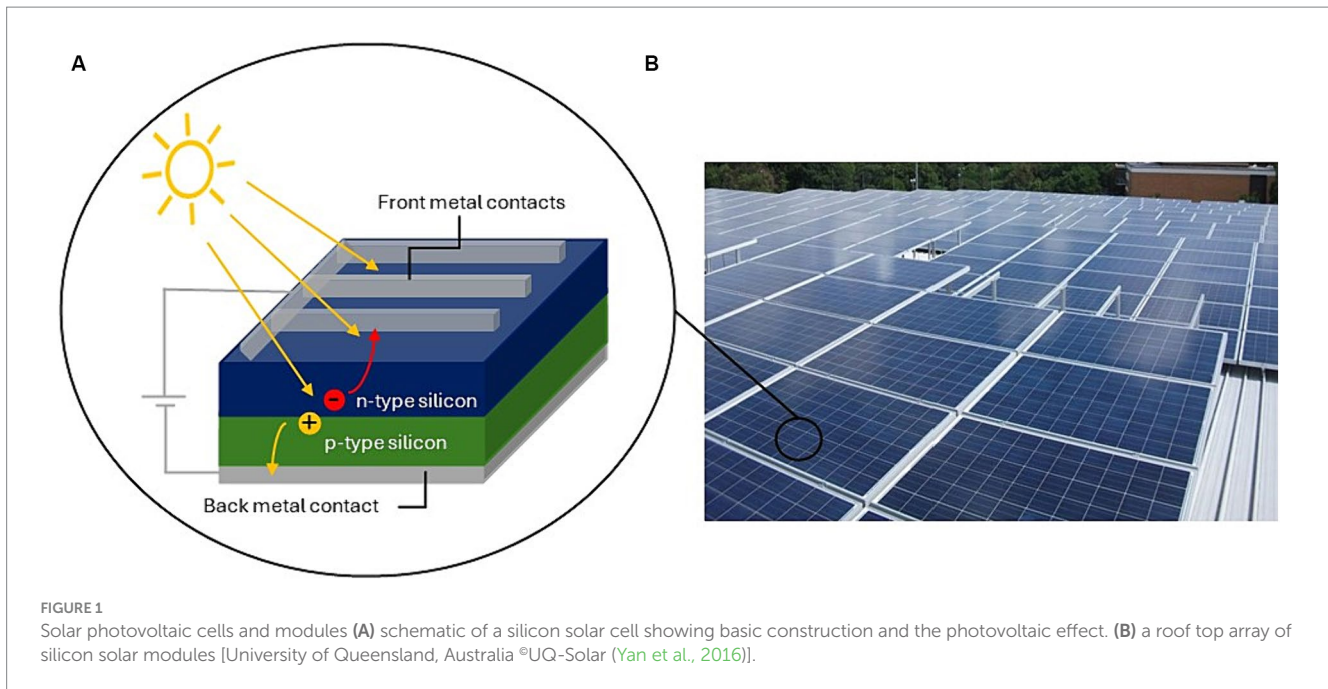 A
B
Front metal contacts
-
n-type silicon
+
p-type silicon
Back metal contact
FIGURE 1
Solar photovoltaic cells and modules (A) schematic of a silicon solar cell showing basic construction and the photovoltaic effect. (B) a roof top array of
silicon solar modules [University of Queensland, Australia ©UQ-Solar (Yan et al., 2016)].